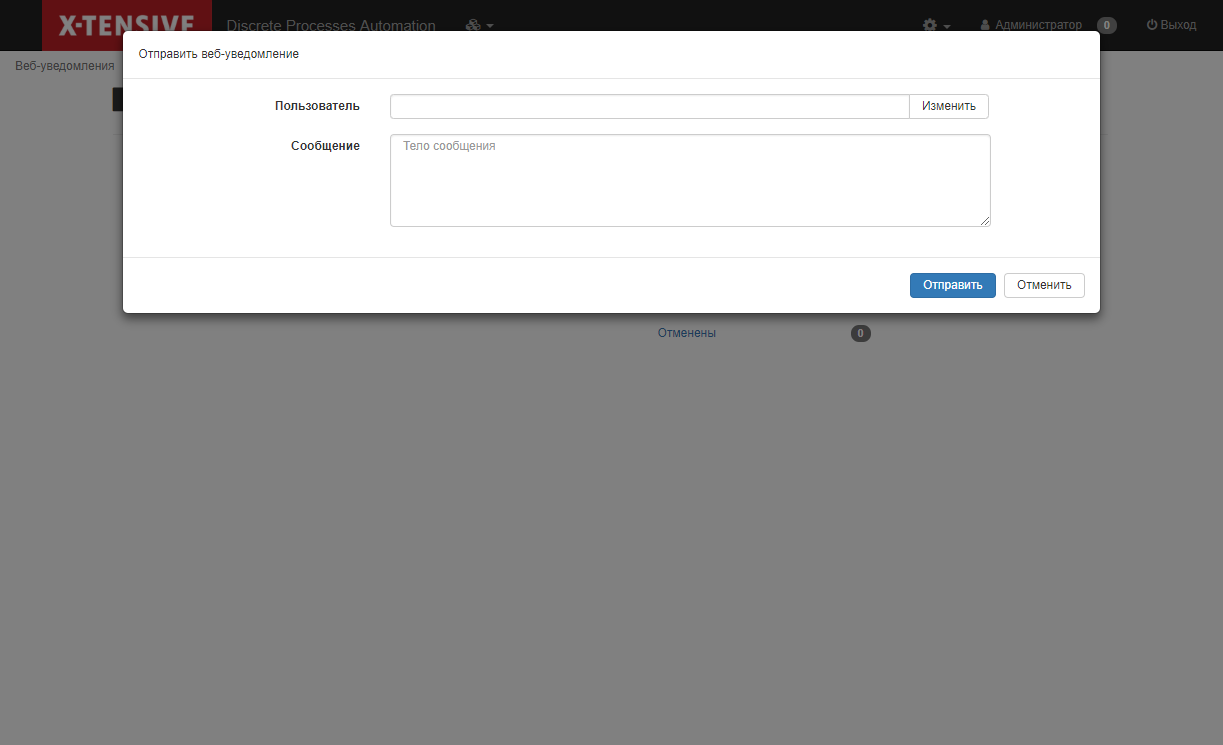 X-TENSIVE Discrete Processes Automation Администратор 0 Выход
Веб-уведомления
Отправить веб-уведомление
Пользователь Изменить
Сообщение Тело сообщения
Отправить Отменить
Отменены 0